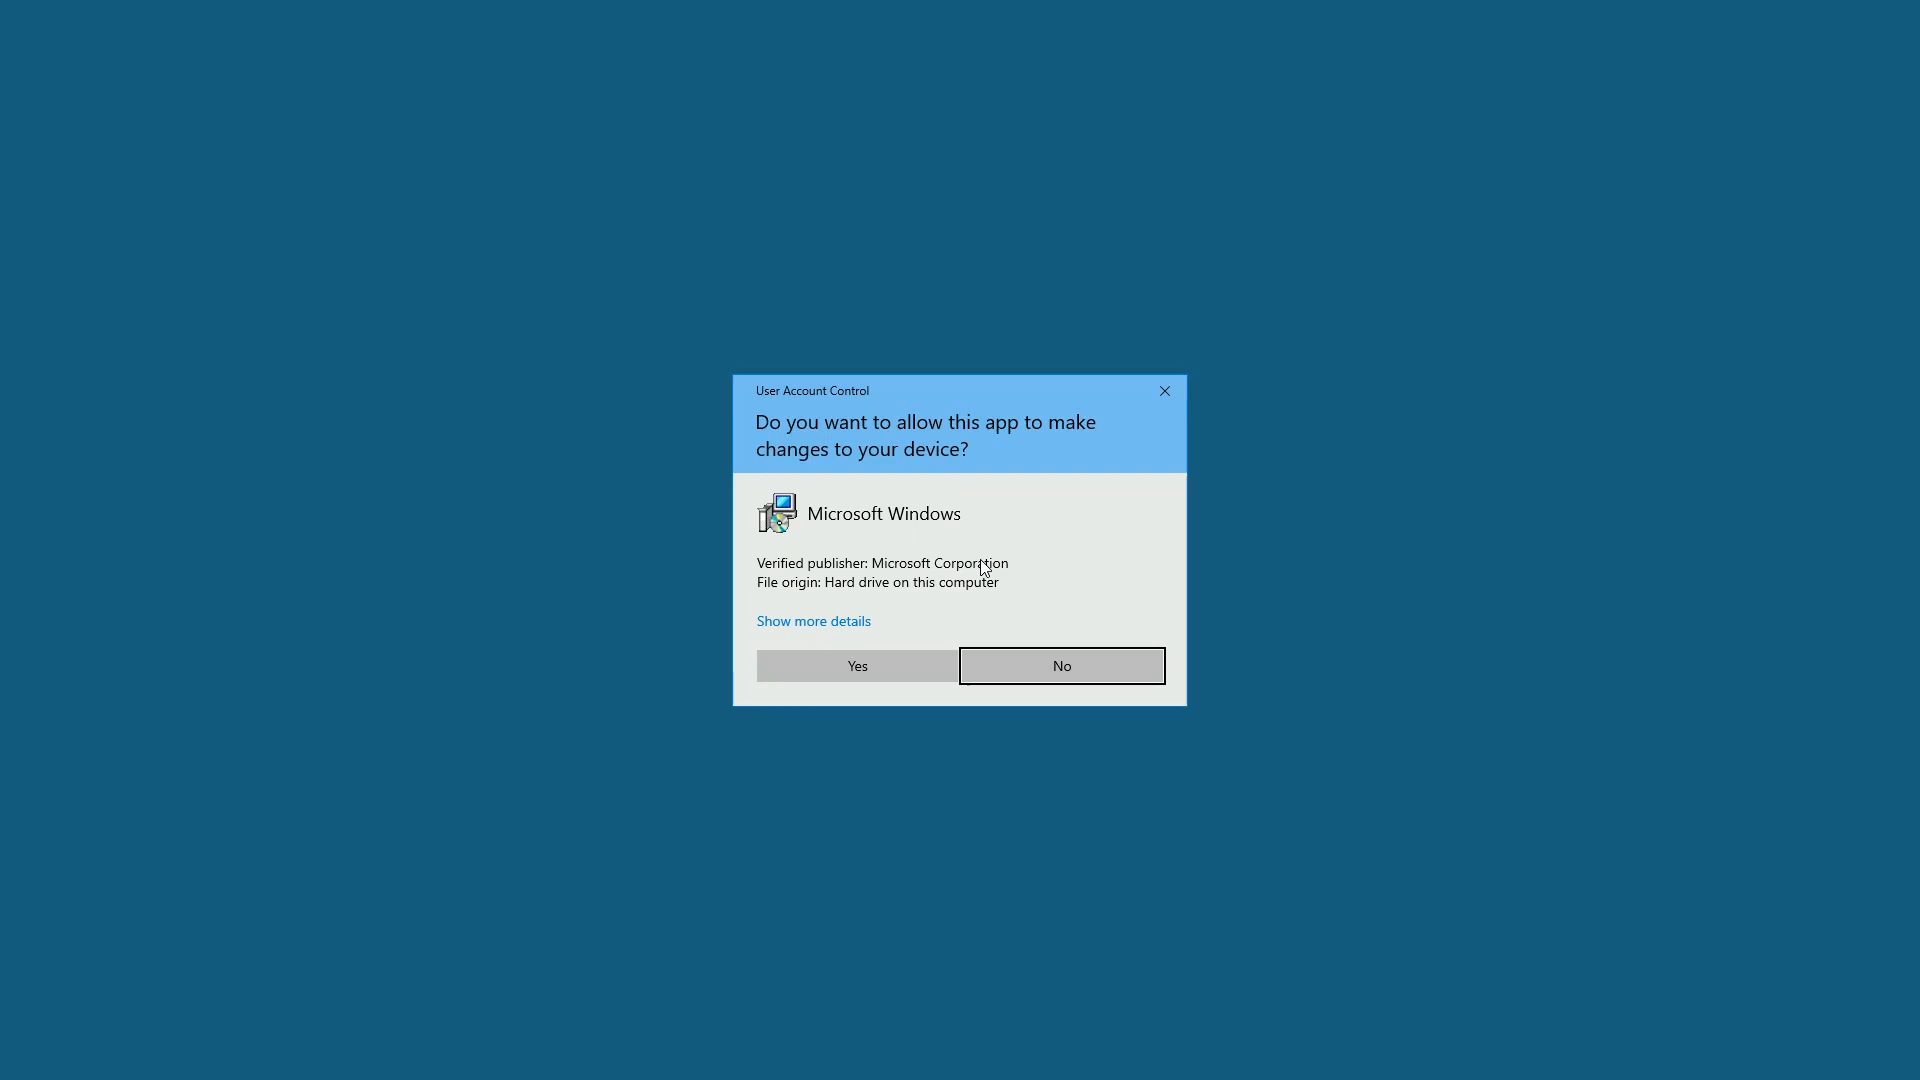 User Account Control
Do you want to allow this app to make
changes to your device?
Microsoft Windows
Verified publisher: Microsoft Corporation
File origin: Hard drive on this computer
Show more details
Yes
No